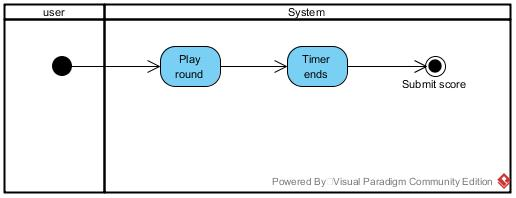 user
System
Play
round
Timer
ends
Submit score
Powered By Visual Paradigm Community Edition